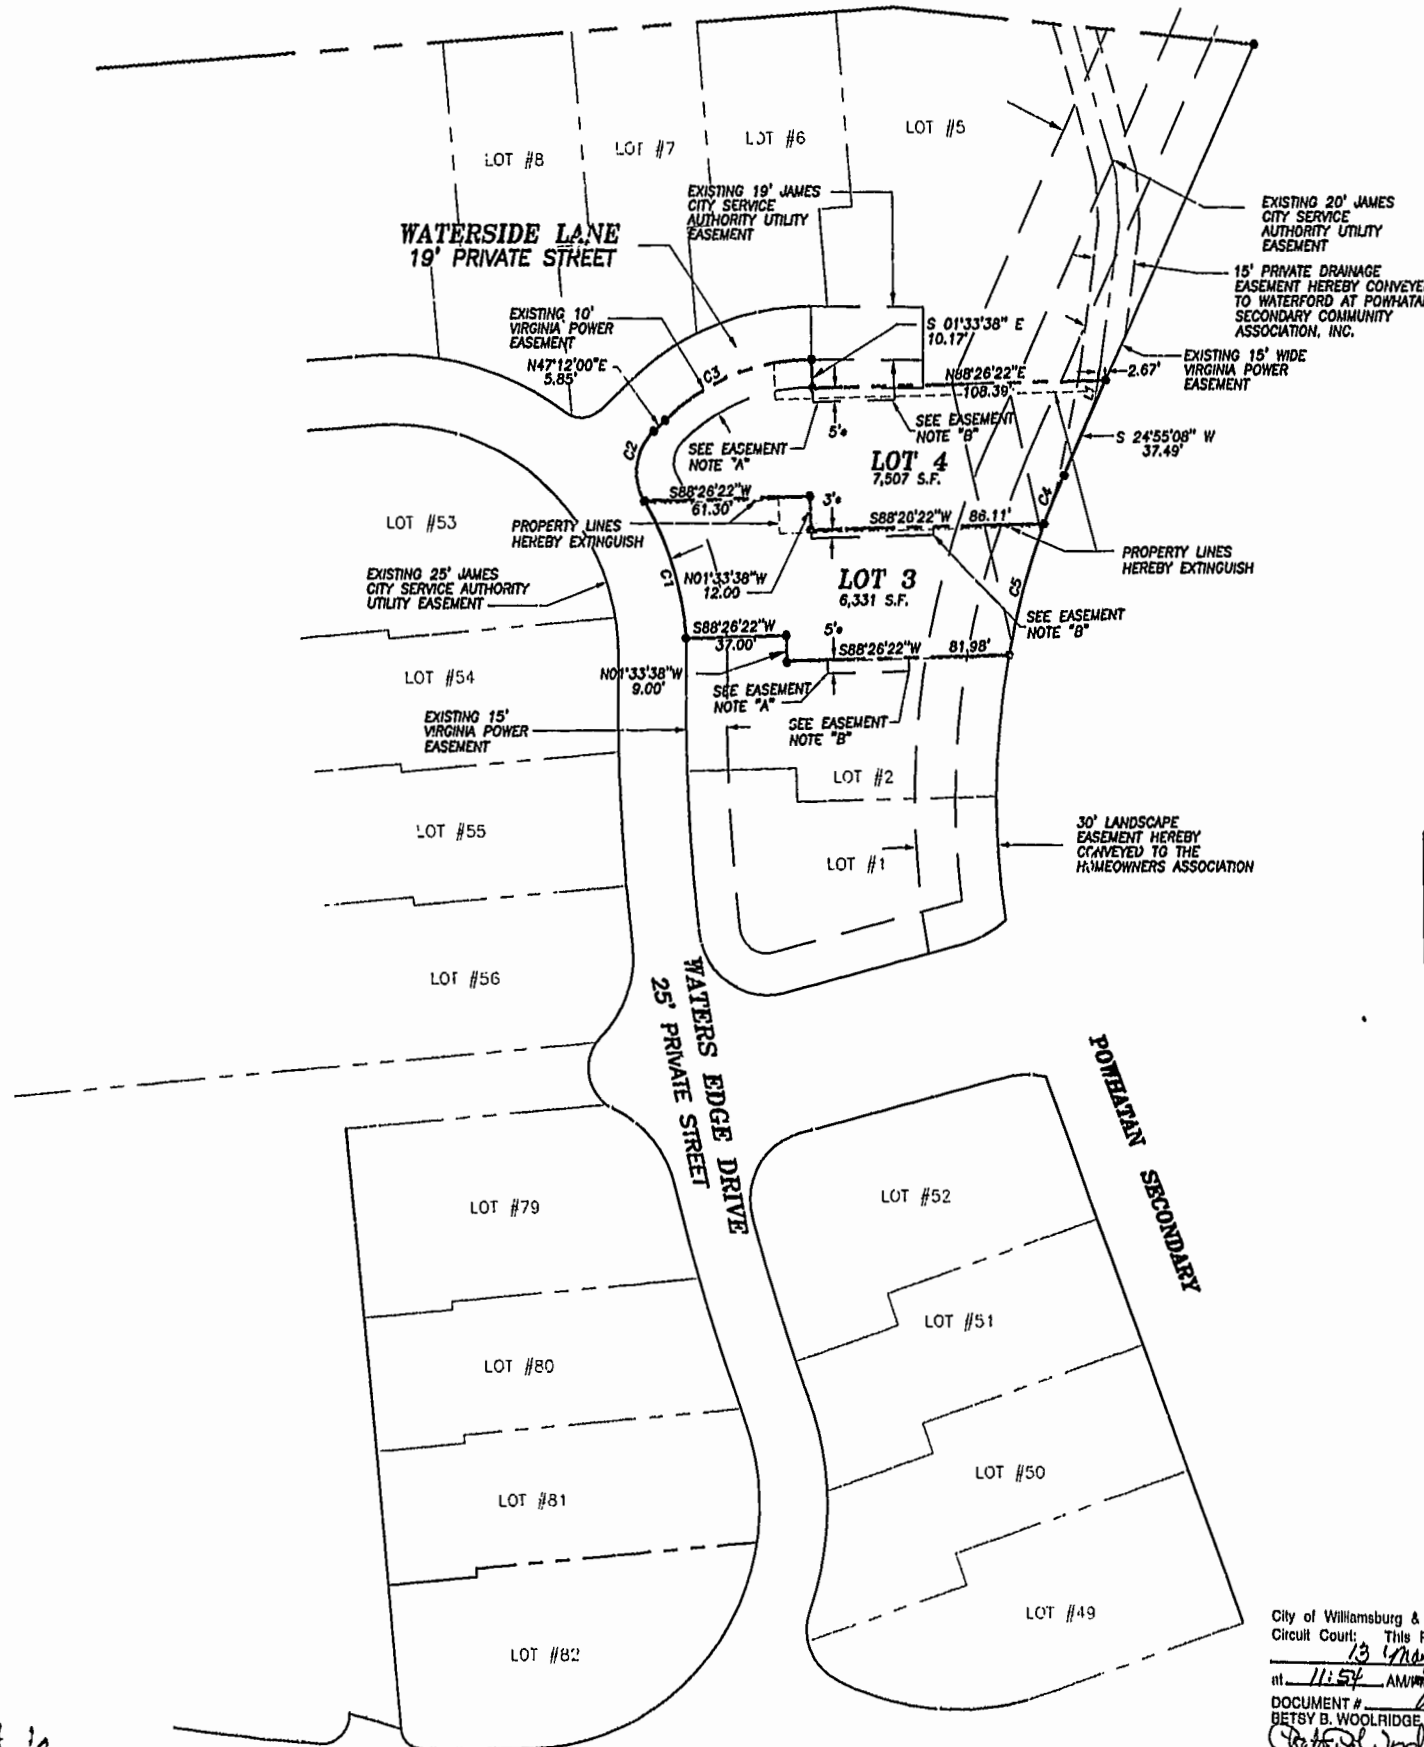 LOT #8
LOT #7
LOT #6
LOT #5
EXISTING 19' JAMES
CITY SERVICE
AUTHORITY UTILITY
EASEMENT
WATERSIDE LANE
19' PRIVATE STREET
EXISTING 20' JAMES
CITY SERVICE
AUTHORITY UTILITY
EASEMENT
15' PRIVATE DRAINAGE
EASEMENT HEREBY CONVEYE
TO WATERFORD AT POWHATA
SECONDARY COMMUNITY
ASSOCIATION, INC.
EXISTING 10'
VIRGINIA POWER
EASEMENT
S 01°33'38" E
10.17'
N47°12'00"E
5.85'
C3
N88°26'22"E
108.39'
EXISTING 15' WIDE
VIRGINIA POWER
EASEMENT
2.67'
L7
C2
SEE EASEMENT
NOTE "A"
5'*
SEE EASEMENT
NOTE "B"
S 24°55'08" W
37.49'
LOT 4
7,507 S.F.
S88°26'22"W
61.30'
3'*
C4
S88°20'22"W 86.11'
LOT #53
PROPERTY LINES
HEREBY EXTINGUISH
PROPERTY LINES
HEREBY EXTINGUISH
EXISTING 25' JAMES
CITY SERVICE AUTHORITY
UTILITY EASEMENT
C1
N01°33'38"W
12.00
LOT 3
6,331 S.F.
C5
SEE EASEMENT
NOTE "B"
S88°26'22"W
37.00'
5'*
S88°26'22"W 81.98'
LOT #54
N01°33'38"W
9.00'
SEE EASEMENT
NOTE "A"
EXISTING 15'
VIRGINIA POWER
EASEMENT
SEE EASEMENT
NOTE "B"
LOT #2
LOT #55
LOT #1
30' LANDSCAPE
EASEMENT HEREBY
CONVEYED TO THE
HOMEOWNERS ASSOCIATION
LOT #56
WATERS EDGE DRIVE
25' PRIVATE STREET
POWHATAN SECONDARY
LOT #79
LOT #52
LOT #51
LOT #80
LOT #50
LOT #81
LOT #49
LOT #82
City of Williamsburg &
Circuit Court: This
13
at 11:54 AM/
DOCUMENT #
BETSY B. WOOLRIDGE